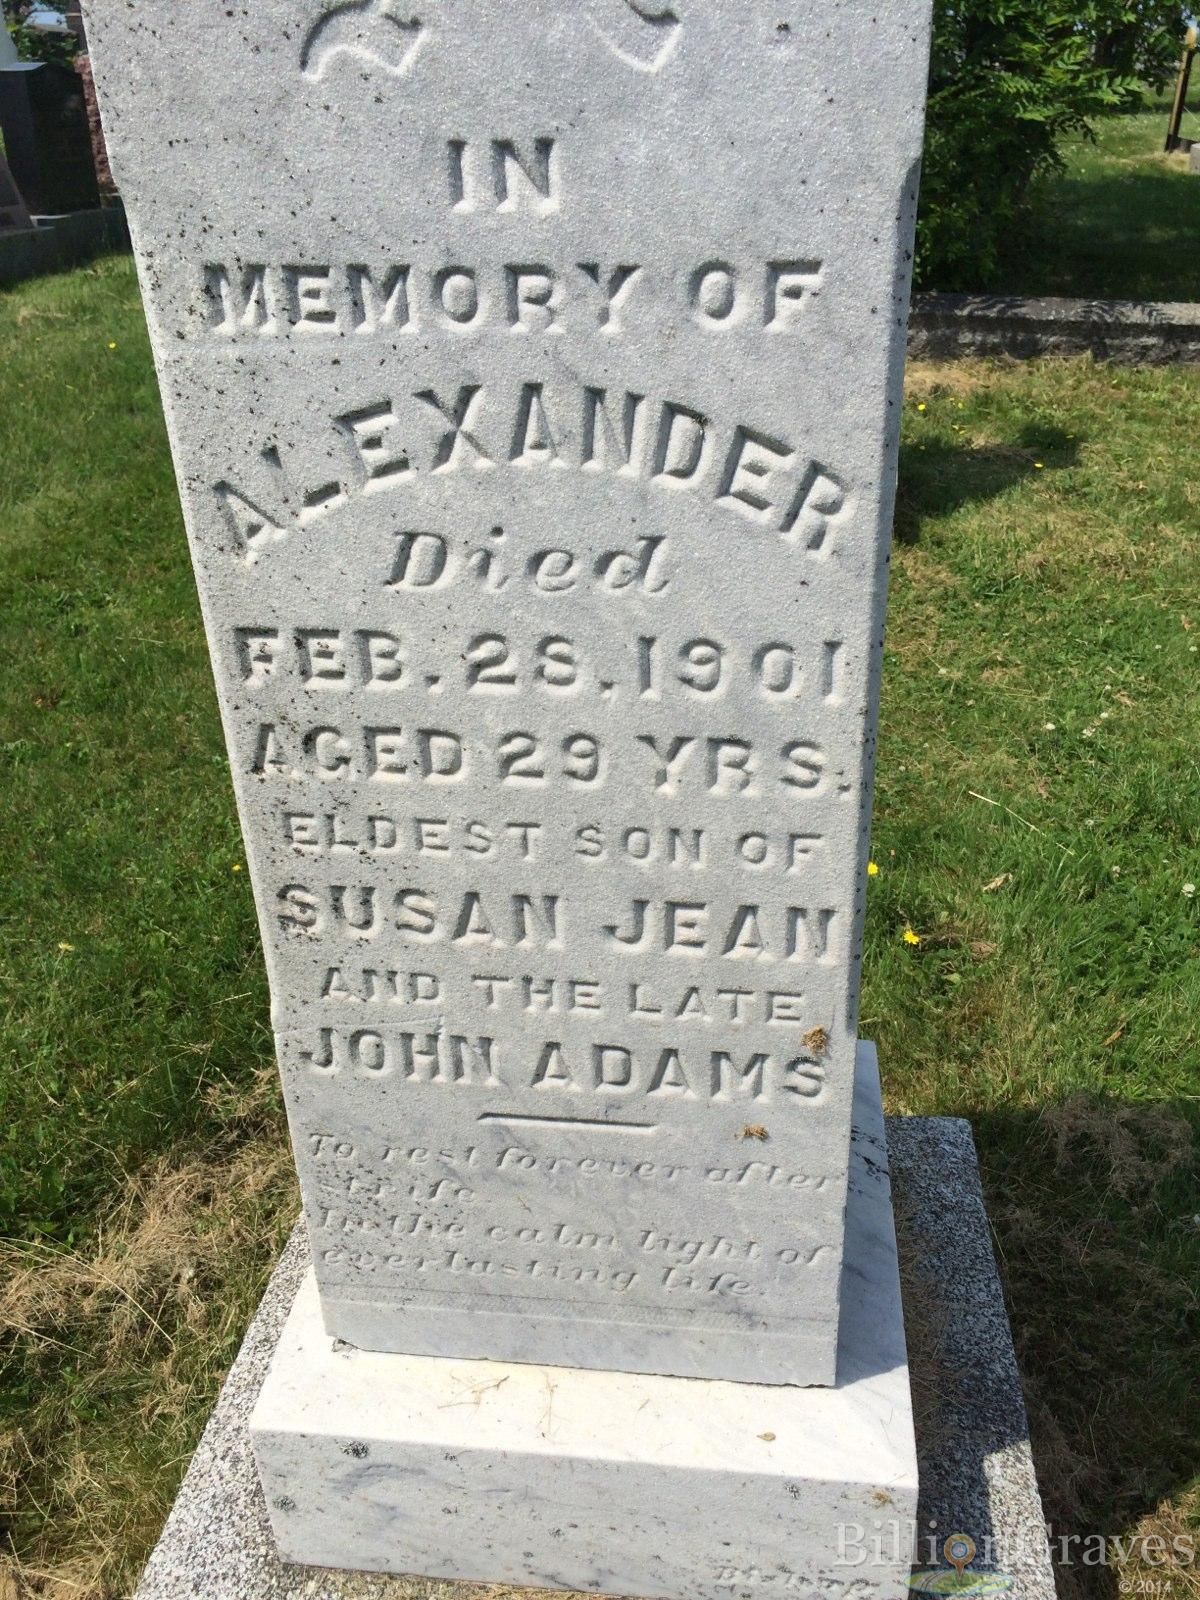 IN
MEMORY OF
ALEXANDER
Died
FEB. 28, 1901
AGED 29 YRS.
ELDEST SON OF
SUSAN JEAN
AND THE LATE
JOHN ADAMS
To rest forever after
strife
In the calm light of
everlasting life.
BillionGraves
© 2014